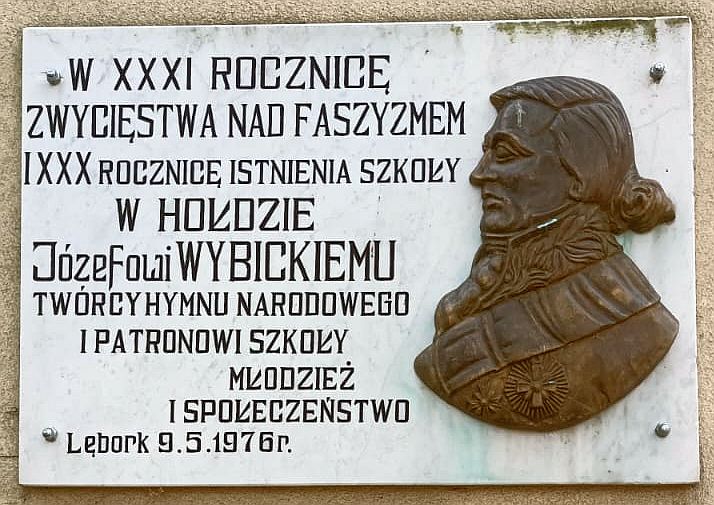 W XXXI ROCZNICĘ
ZWYCIĘSTWA NAD FASZYZMEM
I XXX ROCZNICĘ ISTNIENIA SZKOŁY
W HOŁDZIE
Józefowi WYBICKIEMU
TWÓRCY HYMNU NARODOWEGO
I PATRONOWI SZKOŁY
MŁODZIEŻ
I SPOŁECZEŃSTWO
Lębork 9.5.1976r.